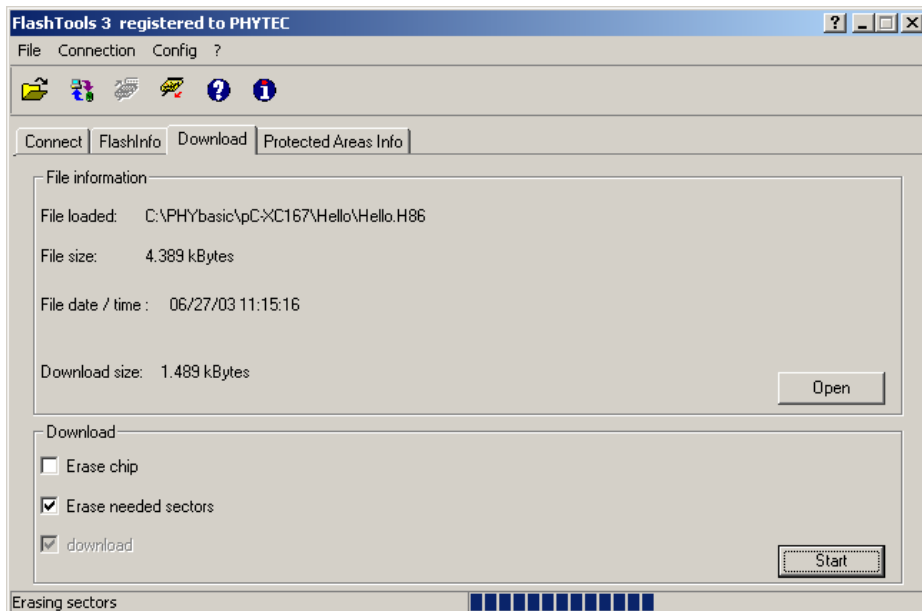 FlashTools 3 registered to PHYTEC
File Connection Config ?
Connect FlashInfo Download Protected Areas Info
File information
File loaded: C:\PHYbasic\pC-XC167\Hello\Hello.H86
File size: 4.389 kBytes
File date / time : 06/27/03 11:15:16
Download size: 1.489 kBytes
Open
Download
Erase chip
Erase needed sectors
download
Start
Erasing sectors